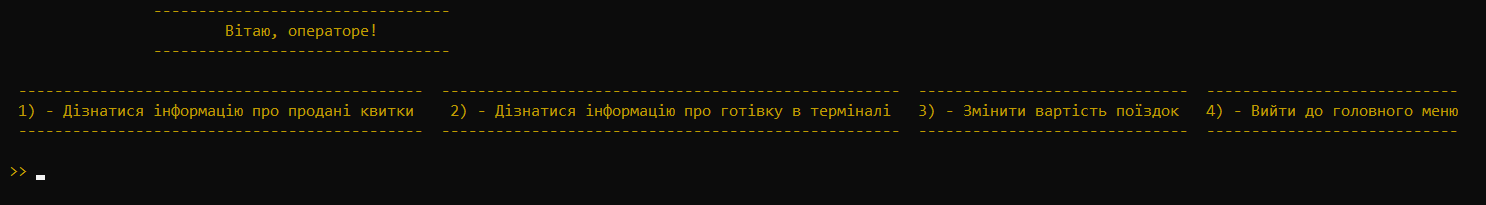 ---------------------------------
Вітаю, операторе!
---------------------------------
---------------------------------------------  ---------------------------------------------------  ------------------------------  ----------------------------
1) - Дізнатися інформацію про продані квитки   2) - Дізнатися інформацію про готівку в терміналі   3) - Змінити вартість поїздок   4) - Вийти до головного меню
---------------------------------------------  ---------------------------------------------------  ------------------------------  ----------------------------
>>